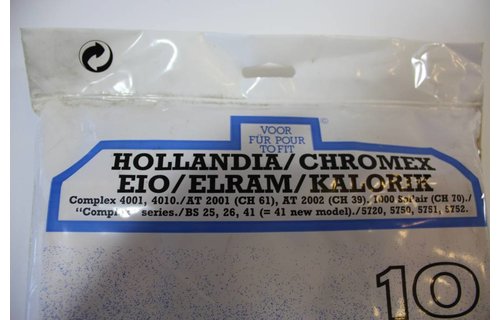 ©
VOOR
FÜR POUR
TO FIT
HOLLANDIA/CHROMEX
EIO/ELRAM/KALORIK
Complex 4001, 4010./AT 2001 (CH 61), AT 2002 (CH 39), 1000 Solair (CH 70)./
"Complex" series./BS 25, 26, 41 (= 41 new model)./5720, 5750, 5751, 5752.
10